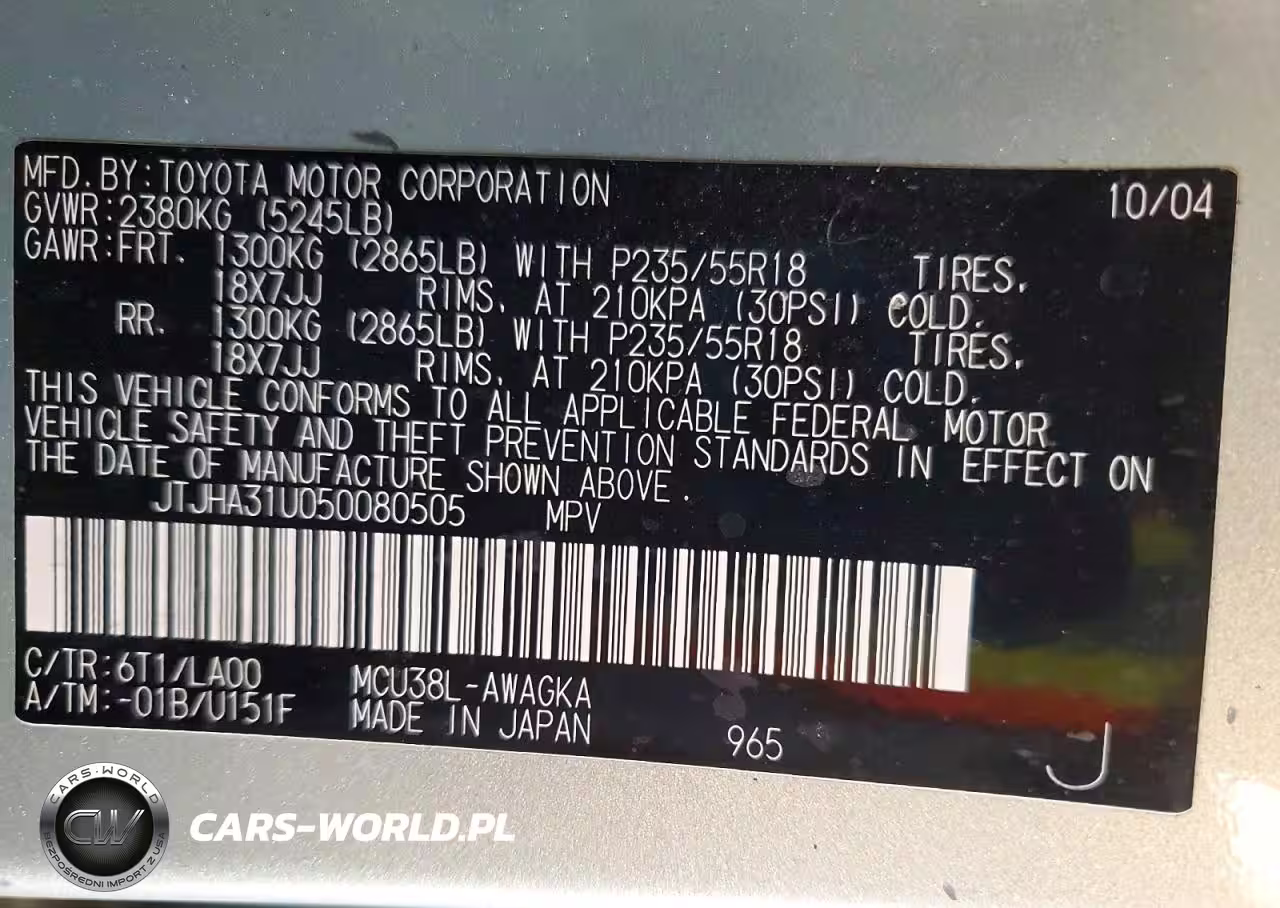 MFD. BY: TOYOTA MOTOR CORPORATION 10/04
GVWR: 2380KG (5245LB)
GAWR: FRT. 1300KG (2865LB) WITH P235/55R18 TIRES,
18X7JJ RIMS, AT 210KPA (30PSI) COLD.
RR. 1300KG (2865LB) WITH P235/55R18 TIRES,
18X7JJ RIMS, AT 210KPA (30PSI) COLD.
THIS VEHICLE CONFORMS TO ALL APPLICABLE FEDERAL MOTOR
VEHICLE SAFETY AND THEFT PREVENTION STANDARDS IN EFFECT ON
THE DATE OF MANUFACTURE SHOWN ABOVE.
JTJHA31U050080505 MPV
C/TR: 6T1/LA00 MCU38L-AWAGKA
A/TM: -01B/U151F MADE IN JAPAN 965 J
CARS-WORLD
CW
BEZPOŚREDNI IMPORT Z USA
CARS-WORLD.PL